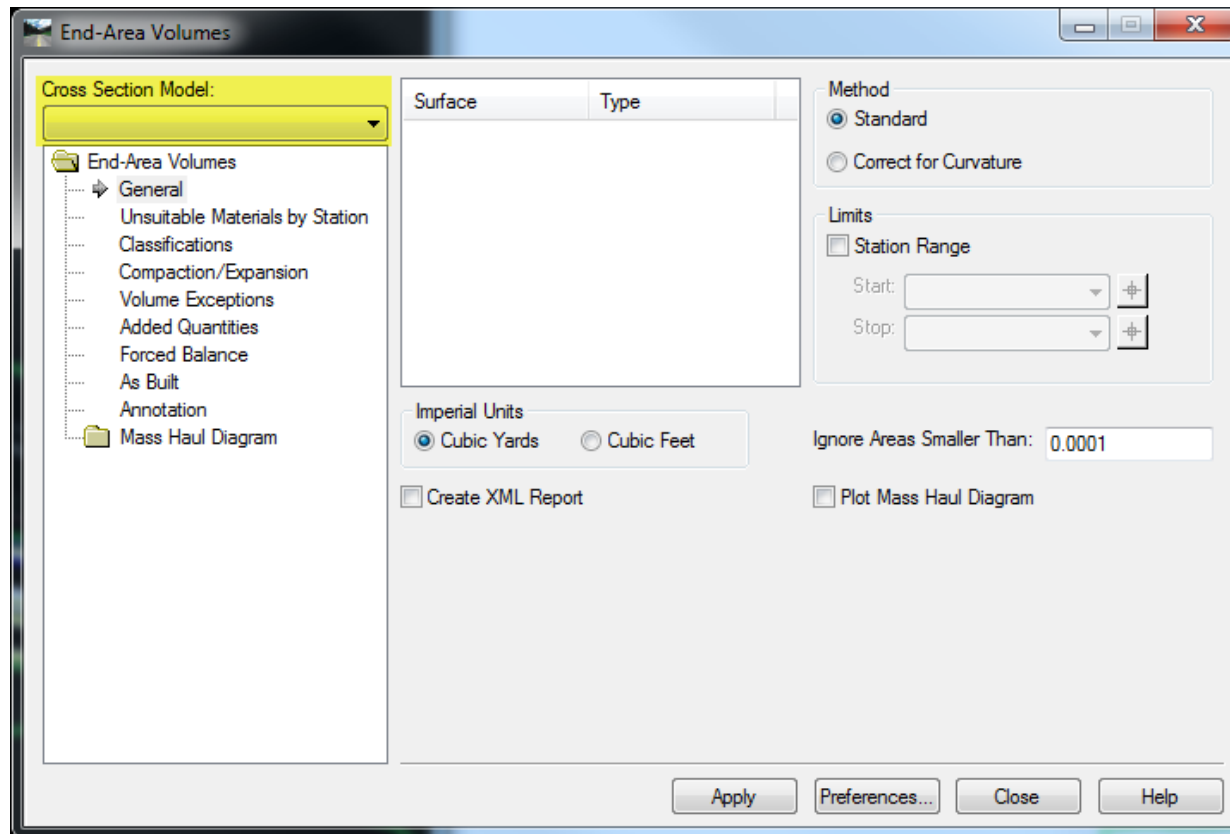 End-Area Volumes
Cross Section Model:
End-Area Volumes
General
Unsuitable Materials by Station
Classifications
Compaction/Expansion
Volume Exceptions
Added Quantities
Forced Balance
As Built
Annotation
Mass Haul Diagram
Surface Type
Method
Standard
Correct for Curvature
Limits
Station Range
Start:
Stop:
Imperial Units
Cubic Yards Cubic Feet
Ignore Areas Smaller Than: 0.0001
Create XML Report
Plot Mass Haul Diagram
Apply Preferences... Close Help